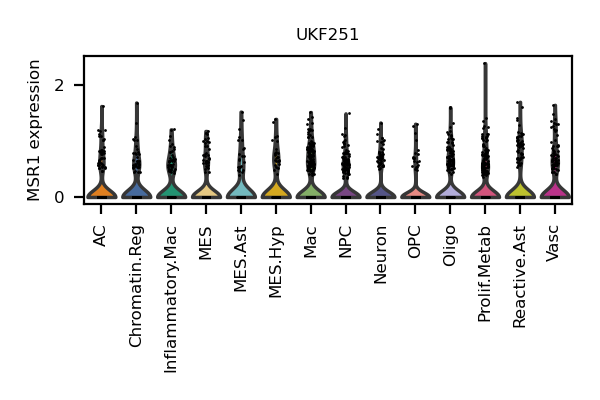 UKF251
MSR1 expression
2
0
AC
Chromatin.Reg
Inflammatory.Mac
MES
MES.Ast
MES.Hyp
Mac
NPC
Neuron
OPC
Oligo
Prolif.Metab
Reactive.Ast
Vasc